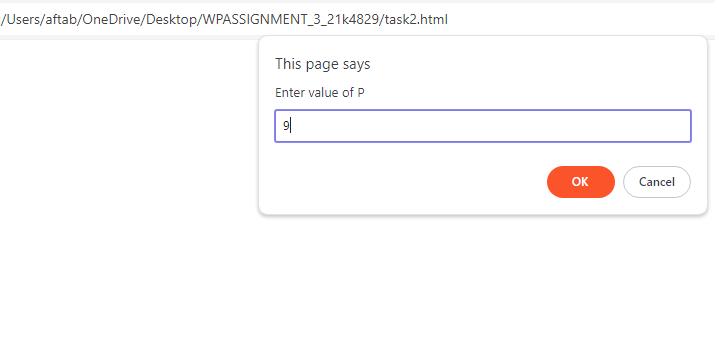 /Users/aftab/OneDrive/Desktop/WPASSIGNMENT_3_21k4829/task2.html
This page says
Enter value of P
9
OK
Cancel